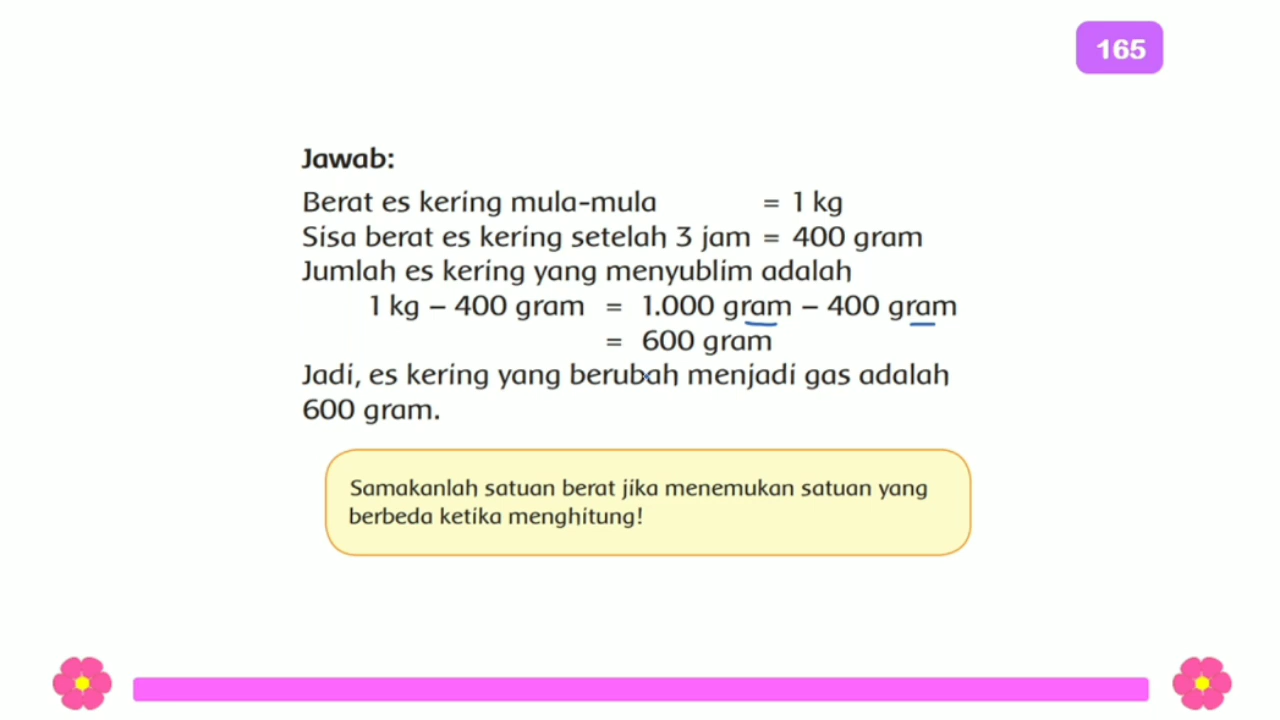 165
Jawab:
Berat es kering mula-mula = 1 kg
Sisa berat es kering setelah 3 jam = 400 gram
Jumlah es kering yang menyublim adalah
1 kg – 400 gram = 1.000 gram – 400 gram
= 600 gram
Jadi, es kering yang berubah menjadi gas adalah
600 gram.
Samakanlah satuan berat jika menemukan satuan yang
berbeda ketika menghitung!